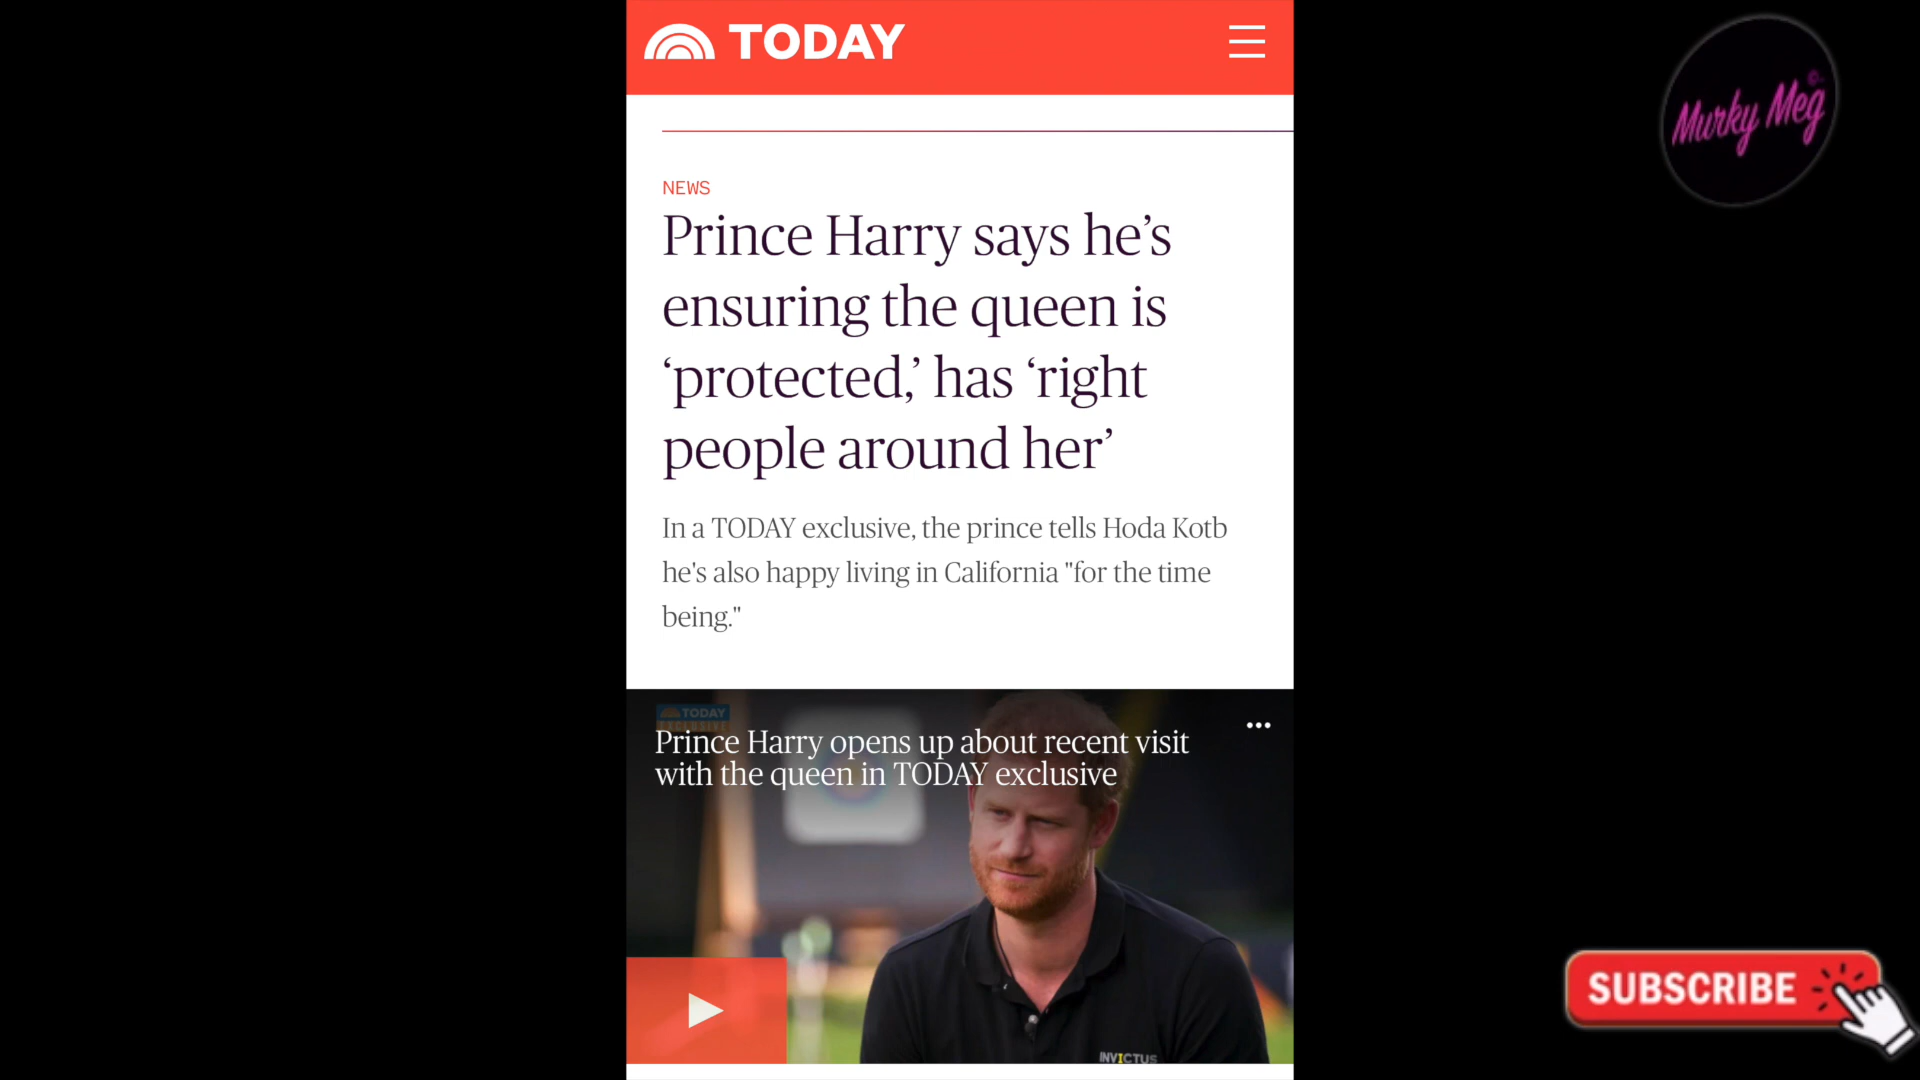 TODAY
Murky Meg
NEWS
Prince Harry says he’s
ensuring the queen is
‘protected,’ has ‘right
people around her’
In a TODAY exclusive, the prince tells Hoda Kotb
he's also happy living in California "for the time
being."
TODAY
EXCLUSIVE
Prince Harry opens up about recent visit
with the queen in TODAY exclusive
SUBSCRIBE
INVICTUS